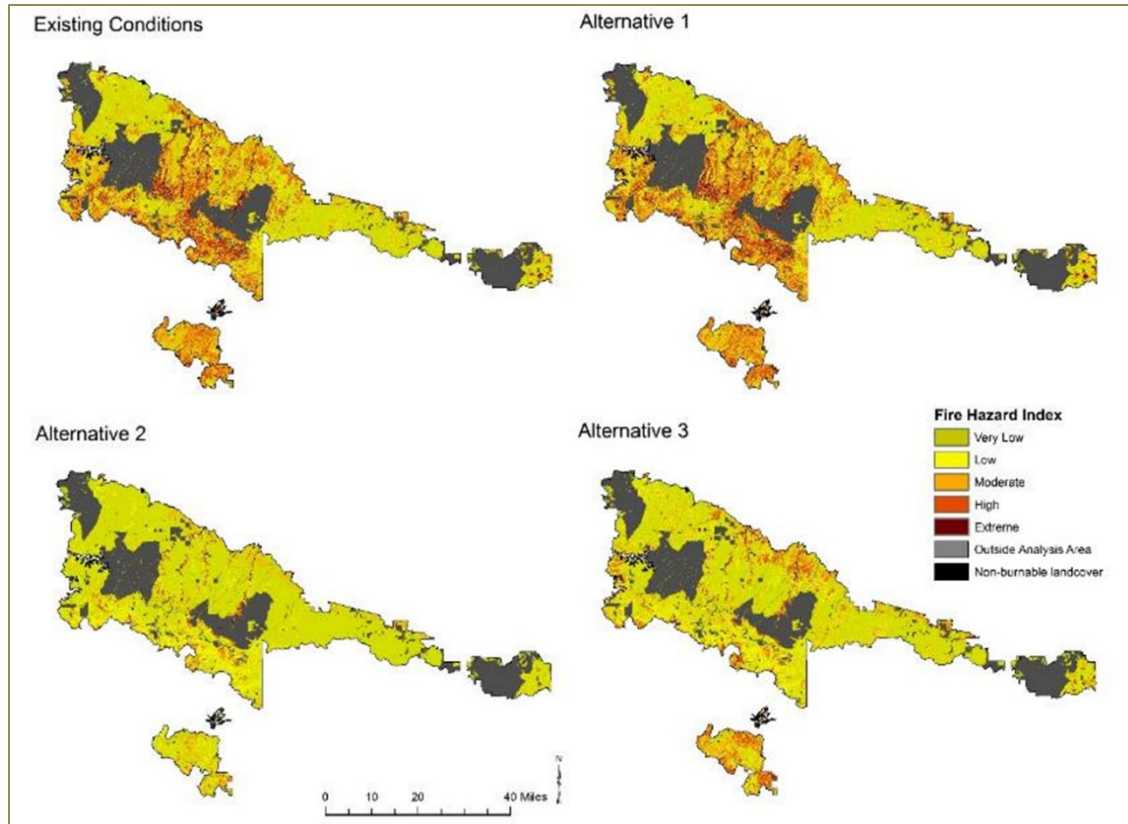 Existing Conditions
Alternative 1
Alternative 2
Alternative 3
Fire Hazard Index
Very Low
Low
Moderate
High
Extreme
Outside Analysis Area
Non-burnable landcover
0 10 20 40 Miles